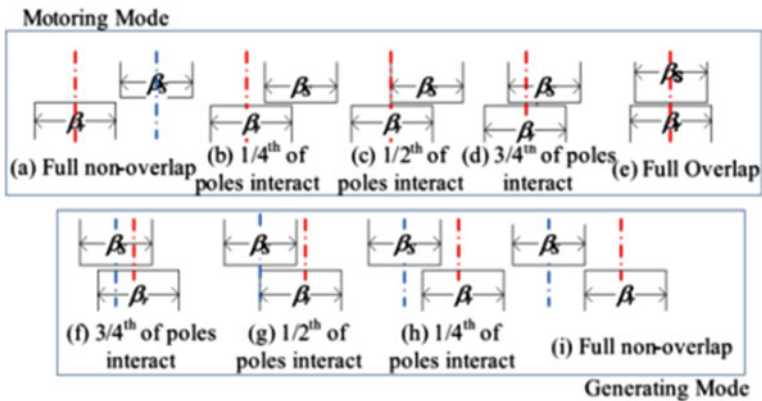 Motoring Mode
βs βs βs βs βs
βr βr βr βr βr
(a) Full non-overlap
(b) 1/4th of poles interact
(c) 1/2th of poles interact
(d) 3/4th of poles interact
(e) Full Overlap
βs βs βs βs
βr βr βr βr
(f) 3/4th of poles interact
(g) 1/2th of poles interact
(h) 1/4th of poles interact
(i) Full non-overlap
Generating Mode